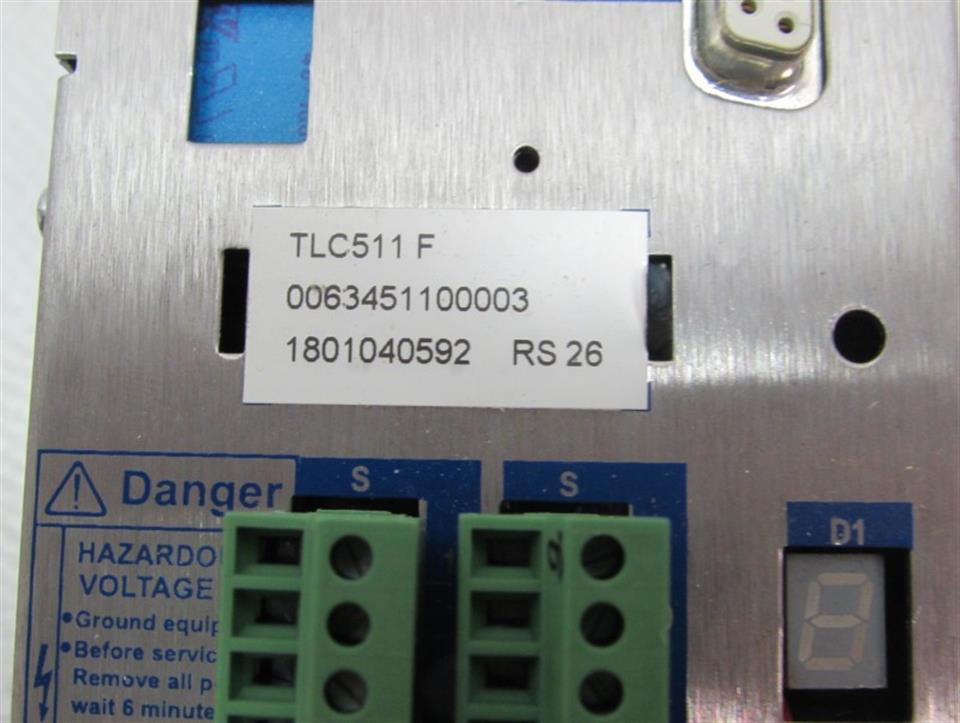 TLC511 F
0063451100003
1801040592 RS 26
Danger
S
S
D1
HAZARDO
VOLTAGE
•Ground equip
•Before servic
Remove all p
wait 6 minute